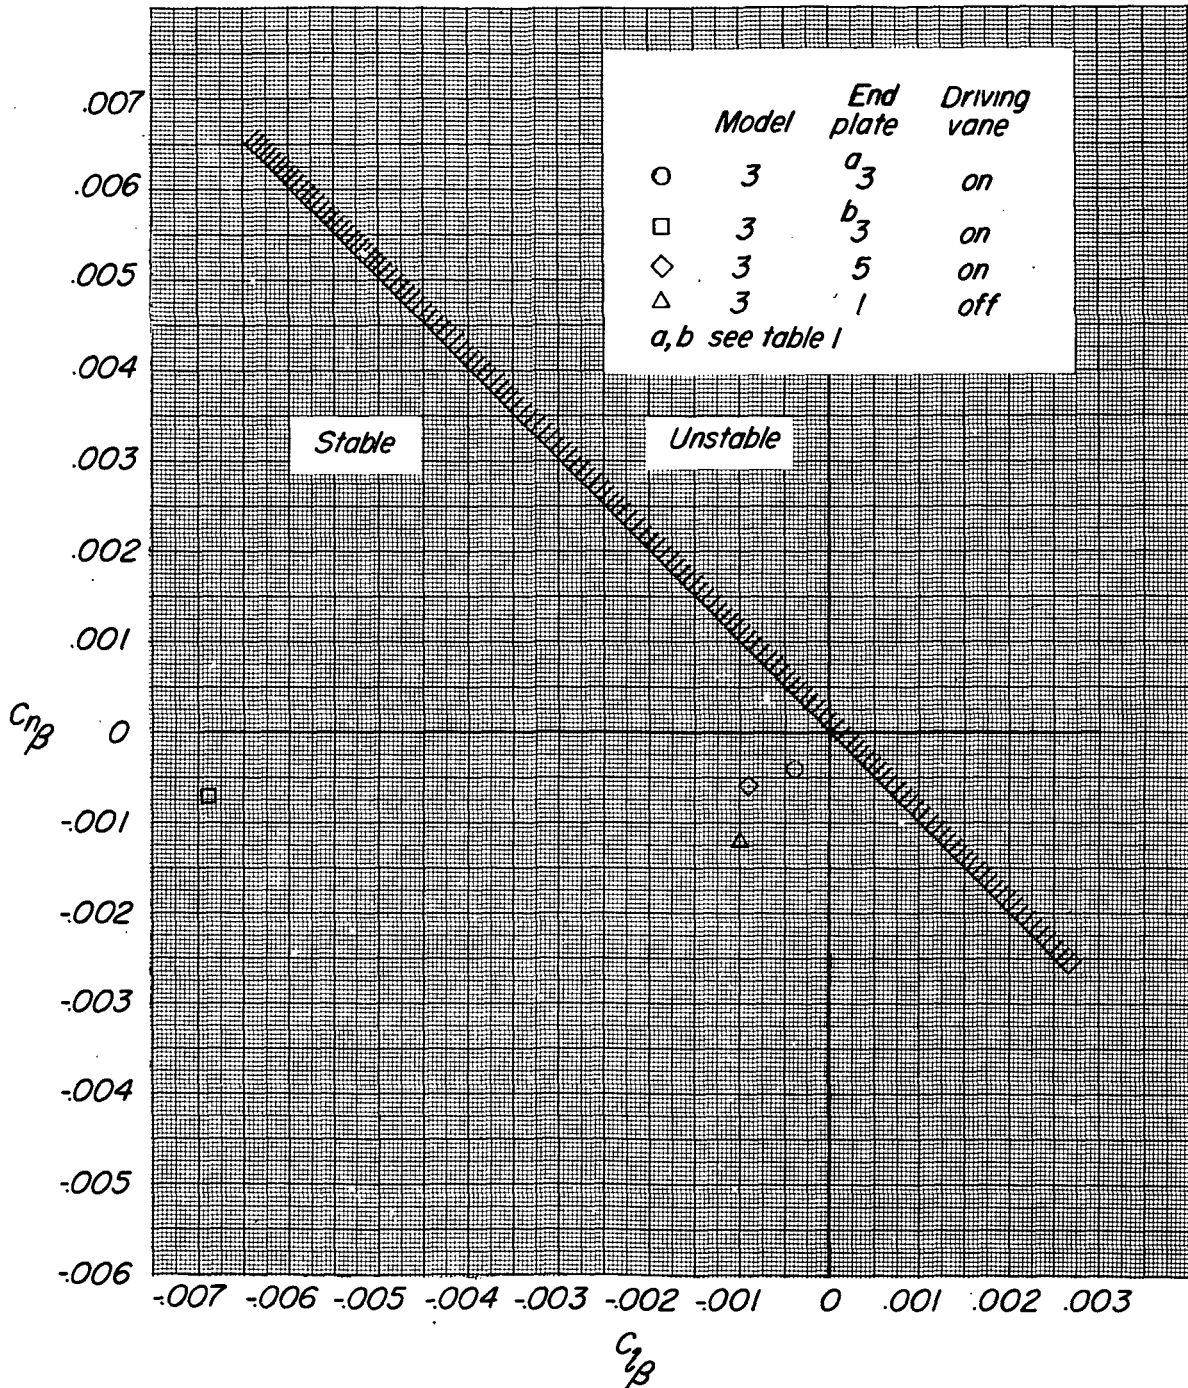 End Driving
Model plate vane
○ 3 a3 on
□ 3 b3 on
◇ 3 5 on
△ 3 1 off
a,b see table 1
Stable
Unstable
.007
.006
.005
.004
.003
.002
.001
0
-.001
-.002
-.003
-.004
-.005
-.006
Cnβ
-.007 -.006 -.005 -.004 -.003 -.002 -.001 0 .001 .002 .003
Clβ